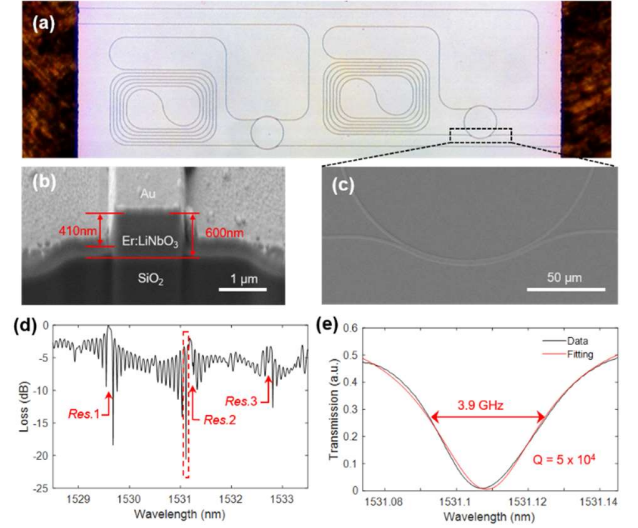 (a)
(b)
Au
410nm
Er:LiNbO3
600nm
SiO2
1 μm
(c)
50 μm
(d)
0
-5
-10
-15
-20
-25
Loss (dB)
Res.1
Res.2
Res.3
1529 1530 1531 1532 1533
Wavelength (nm)
(e)
0.6
0.5
0.4
0.3
0.2
0.1
0
Transmission (a.u.)
Data
Fitting
3.9 GHz
Q = 5 x 10⁴
1531.08 1531.1 1531.12 1531.14
Wavelength (nm)